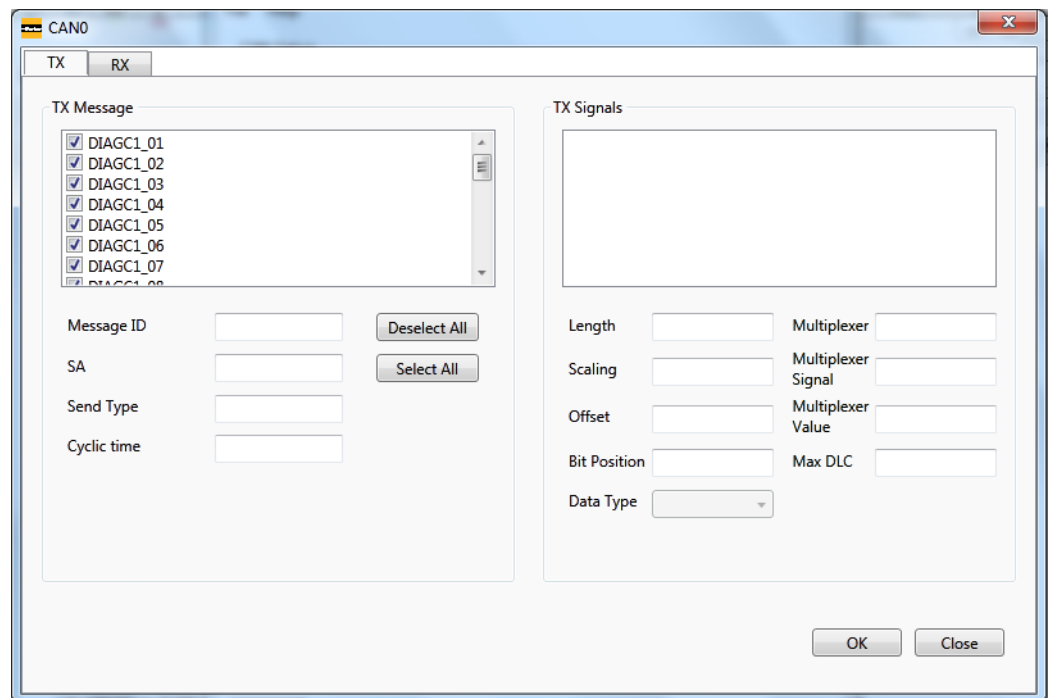 CAN0
TX RX
TX Message
DIAGC1_01
DIAGC1_02
DIAGC1_03
DIAGC1_04
DIAGC1_05
DIAGC1_06
DIAGC1_07
DIAGC1_08
Message ID
Deselect All
SA
Select All
Send Type
Cyclic time
TX Signals
Length
Multiplexer
Scaling
Multiplexer
Signal
Offset
Multiplexer
Value
Bit Position
Max DLC
Data Type
OK
Close